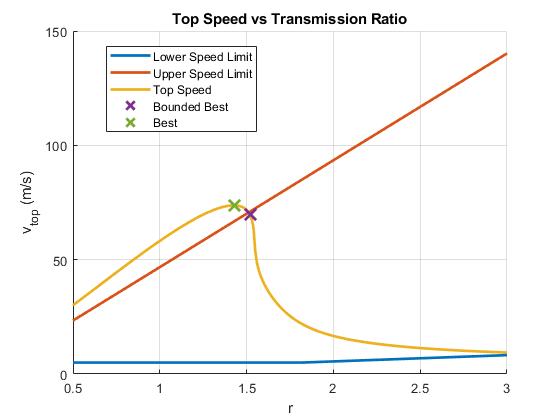 Top Speed vs Transmission Ratio
150
Lower Speed Limit
Upper Speed Limit
Top Speed
Bounded Best
Best
100
v_top (m/s)
50
0
0.5 1 1.5 2 2.5 3
r